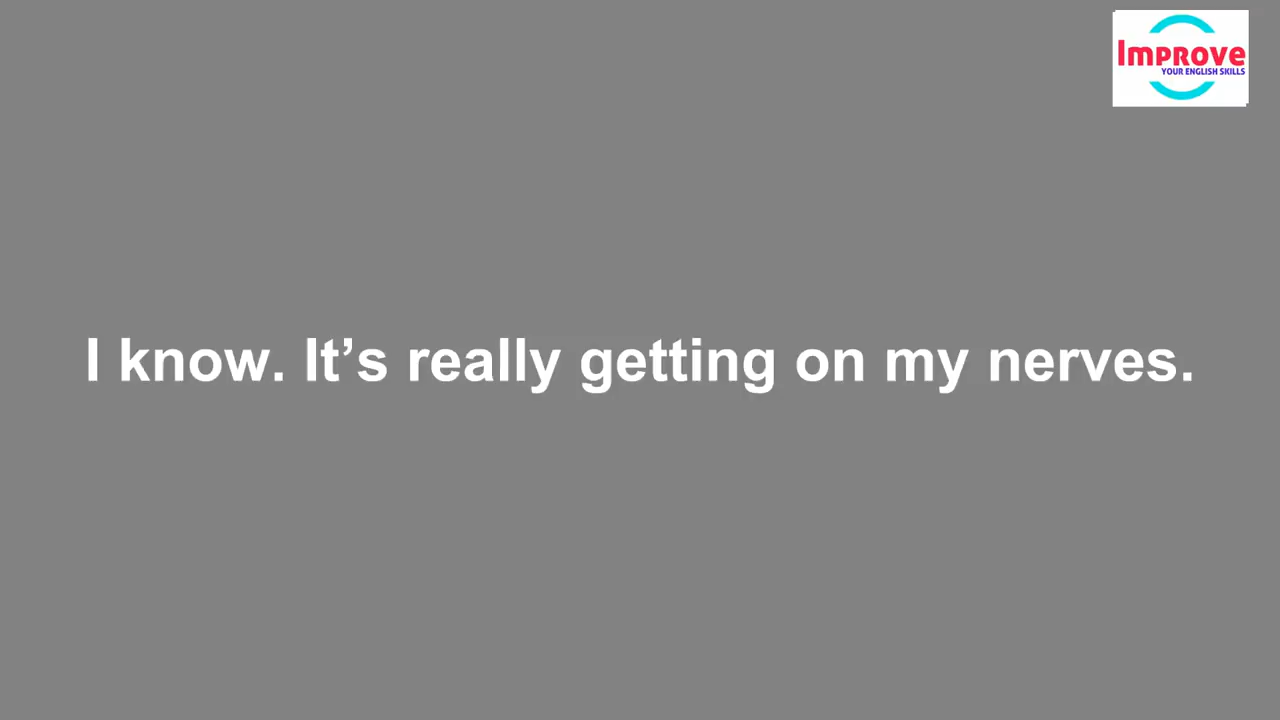 Improve
YOUR ENGLISH SKILLS
I know. It’s really getting on my nerves.